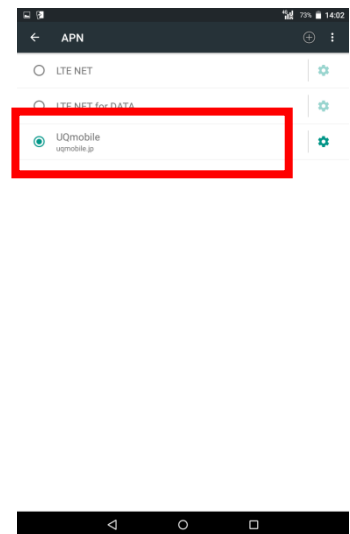 73% 14:02
APN
LTE NET
LTE NET for DATA
UQmobile
uqmobile.jp